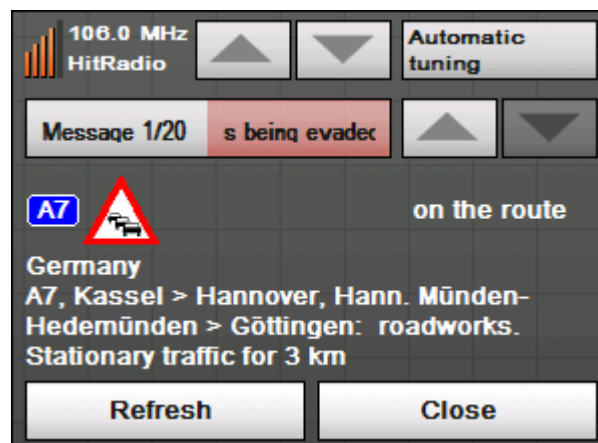 106.0 MHz
HitRadio
Automatic
tuning
Message 1/20
s being evaded
A7
on the route
Germany
A7, Kassel > Hannover, Hann. Münden-
Hedemünden > Göttingen: roadworks.
Stationary traffic for 3 km
Refresh
Close